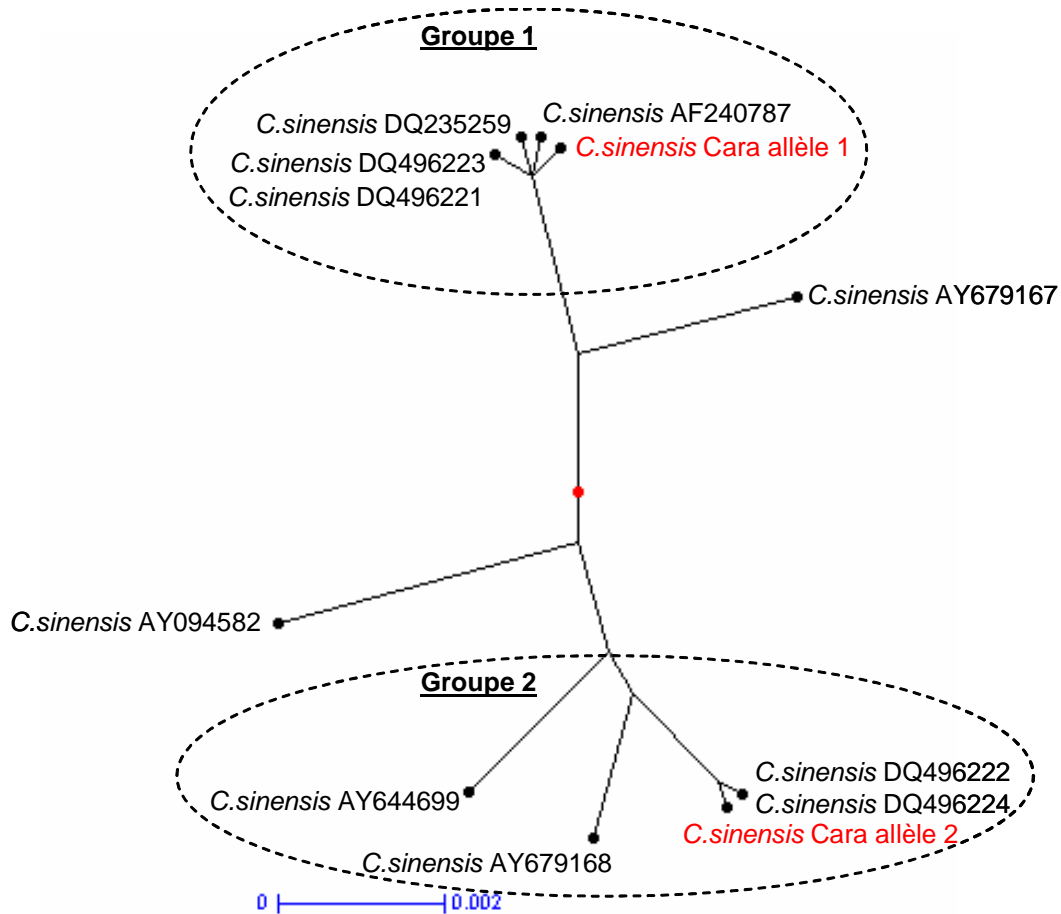 Groupe 1
C.sinensis DQ235259
C.sinensis AF240787
C.sinensis Cara allèle 1
C.sinensis DQ496223
C.sinensis DQ496221
C.sinensis AY679167
C.sinensis AY094582
Groupe 2
C.sinensis DQ496222
C.sinensis AY644699
C.sinensis DQ496224
C.sinensis Cara allèle 2
C.sinensis AY679168
0 0.002